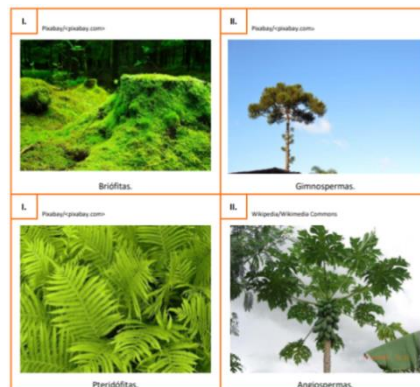 I.
Pixabay/<pixabay.com>
II.
Pixabay/<pixabay.com>
Briófitas.
Gimnospermas.
I.
Pixabay/<pixabay.com>
II.
Wikipedia/Wikimedia Commons
Pteridófitas.
Angiospermas.